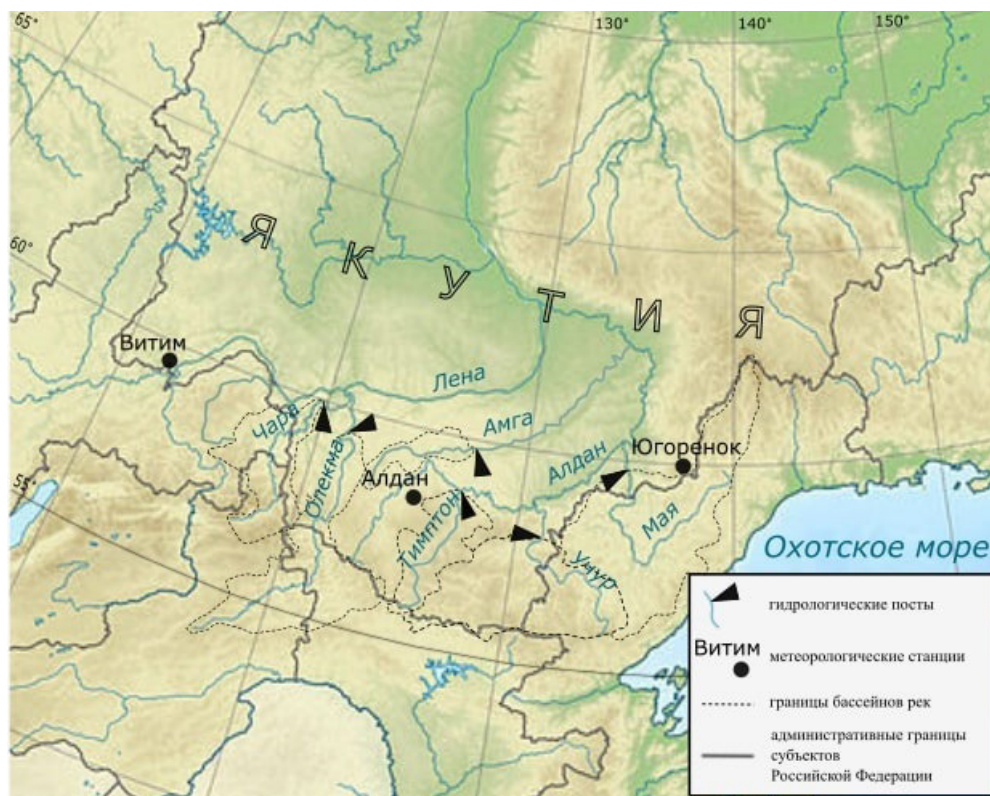 65°
130°
140°
150°
60°
ЯКУТИЯ
Витим
Лена
Чара
Амга
Олекма
Алдан
Алдан
Югоренок
Тимптон
Мая
Учур
55°
Охотское море
гидрологические посты
Витим
метеорологические станции
границы бассейнов рек
административные границы
субъектов
Российской Федерации